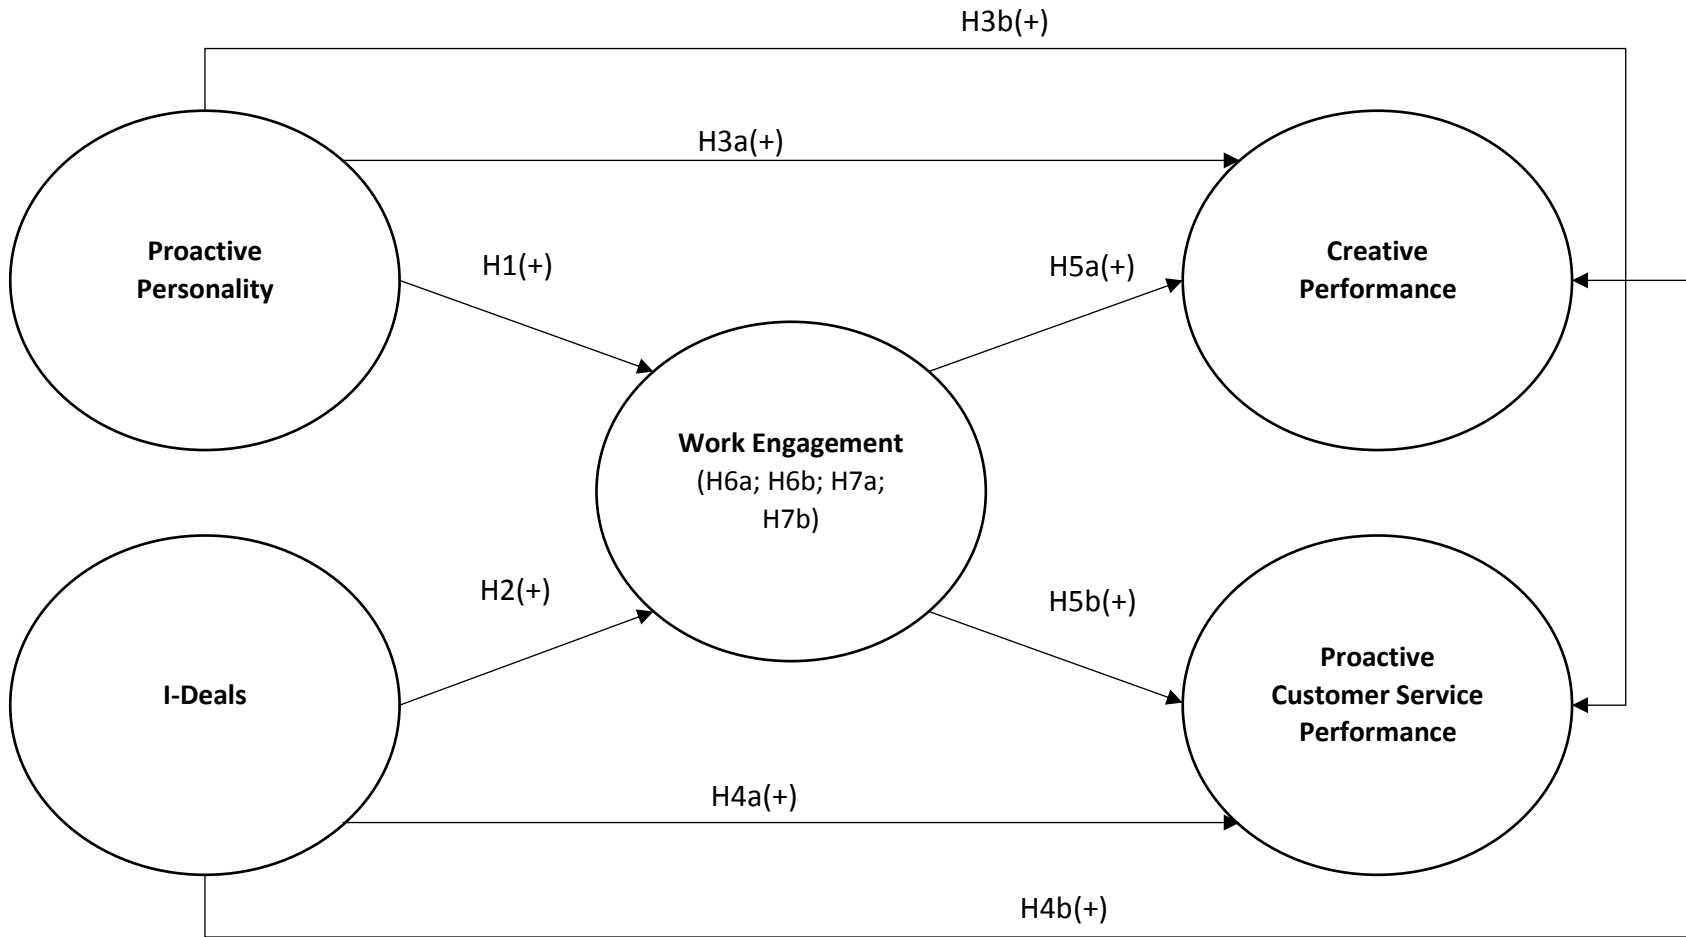 H3b(+)
H3a(+)
Proactive
Personality
H1(+)
H5a(+)
Creative
Performance
Work Engagement
(H6a; H6b; H7a;
H7b)
I-Deals
H2(+)
H5b(+)
Proactive
Customer Service
Performance
H4a(+)
H4b(+)